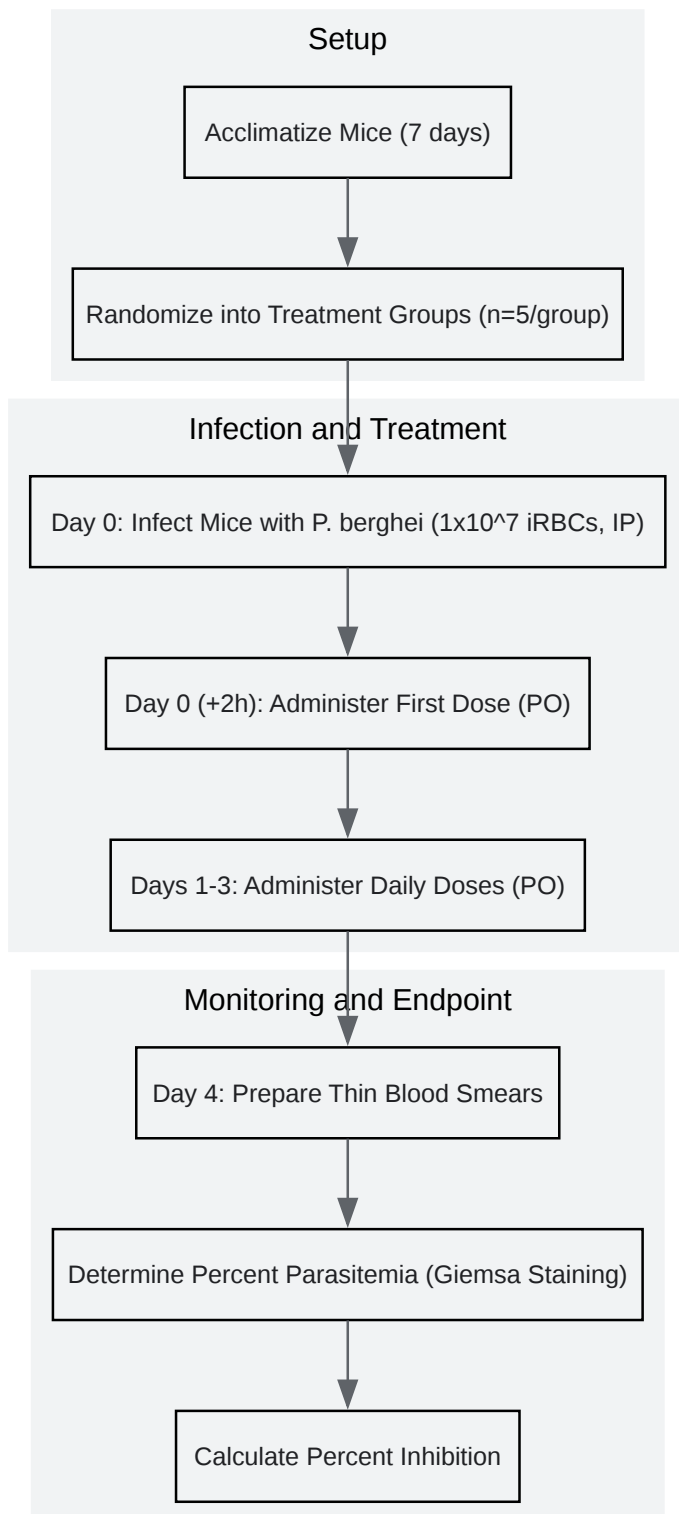 Setup
Acclimatize Mice (7 days)
Randomize into Treatment Groups (n=5/group)
Infection and Treatment
Day 0: Infect Mice with P. berghei (1x10^7 iRBCs, IP)
Day 0 (+2h): Administer First Dose (PO)
Days 1-3: Administer Daily Doses (PO)
Monitoring and Endpoint
Day 4: Prepare Thin Blood Smears
Determine Percent Parasitemia (Giemsa Staining)
Calculate Percent Inhibition